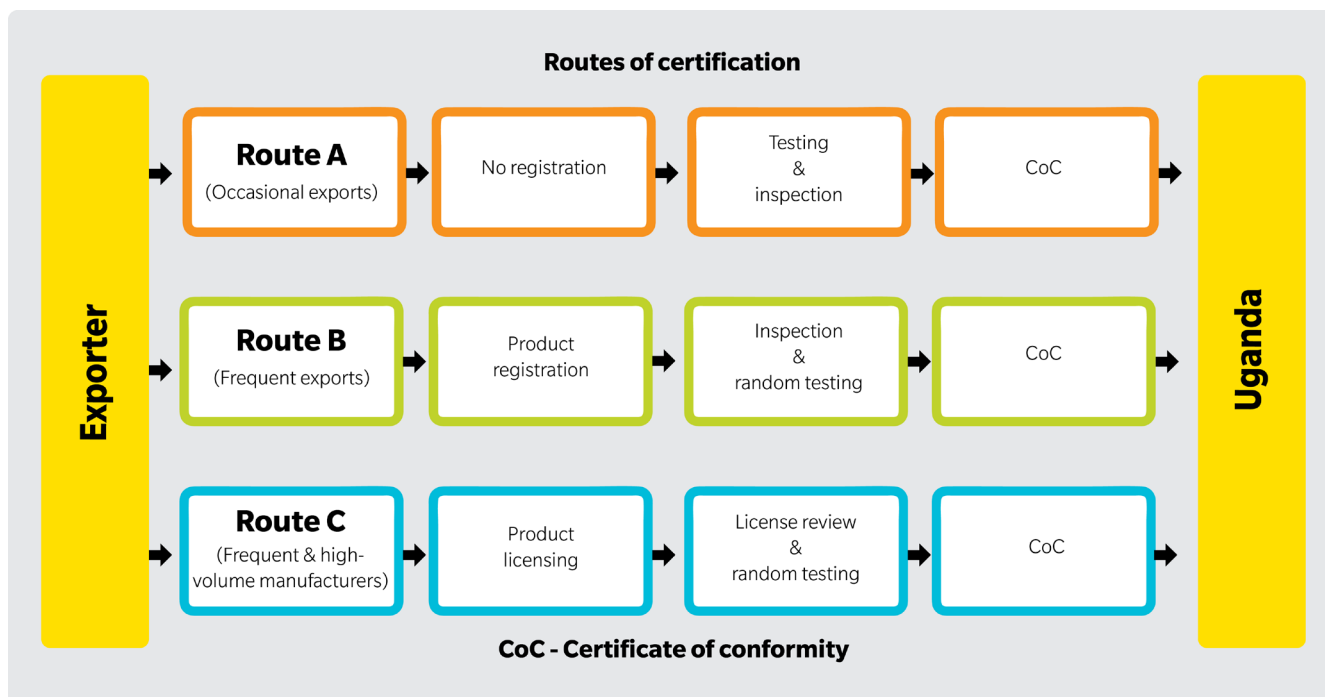 Routes of certification
Exporter
Route A
(Occasional exports)
No registration
Testing
&
inspection
CoC
Route B
(Frequent exports)
Product
registration
Inspection
&
random testing
CoC
Route C
(Frequent & high-
volume manufacturers)
Product
licensing
License review
&
random testing
CoC
Uganda
CoC - Certificate of conformity